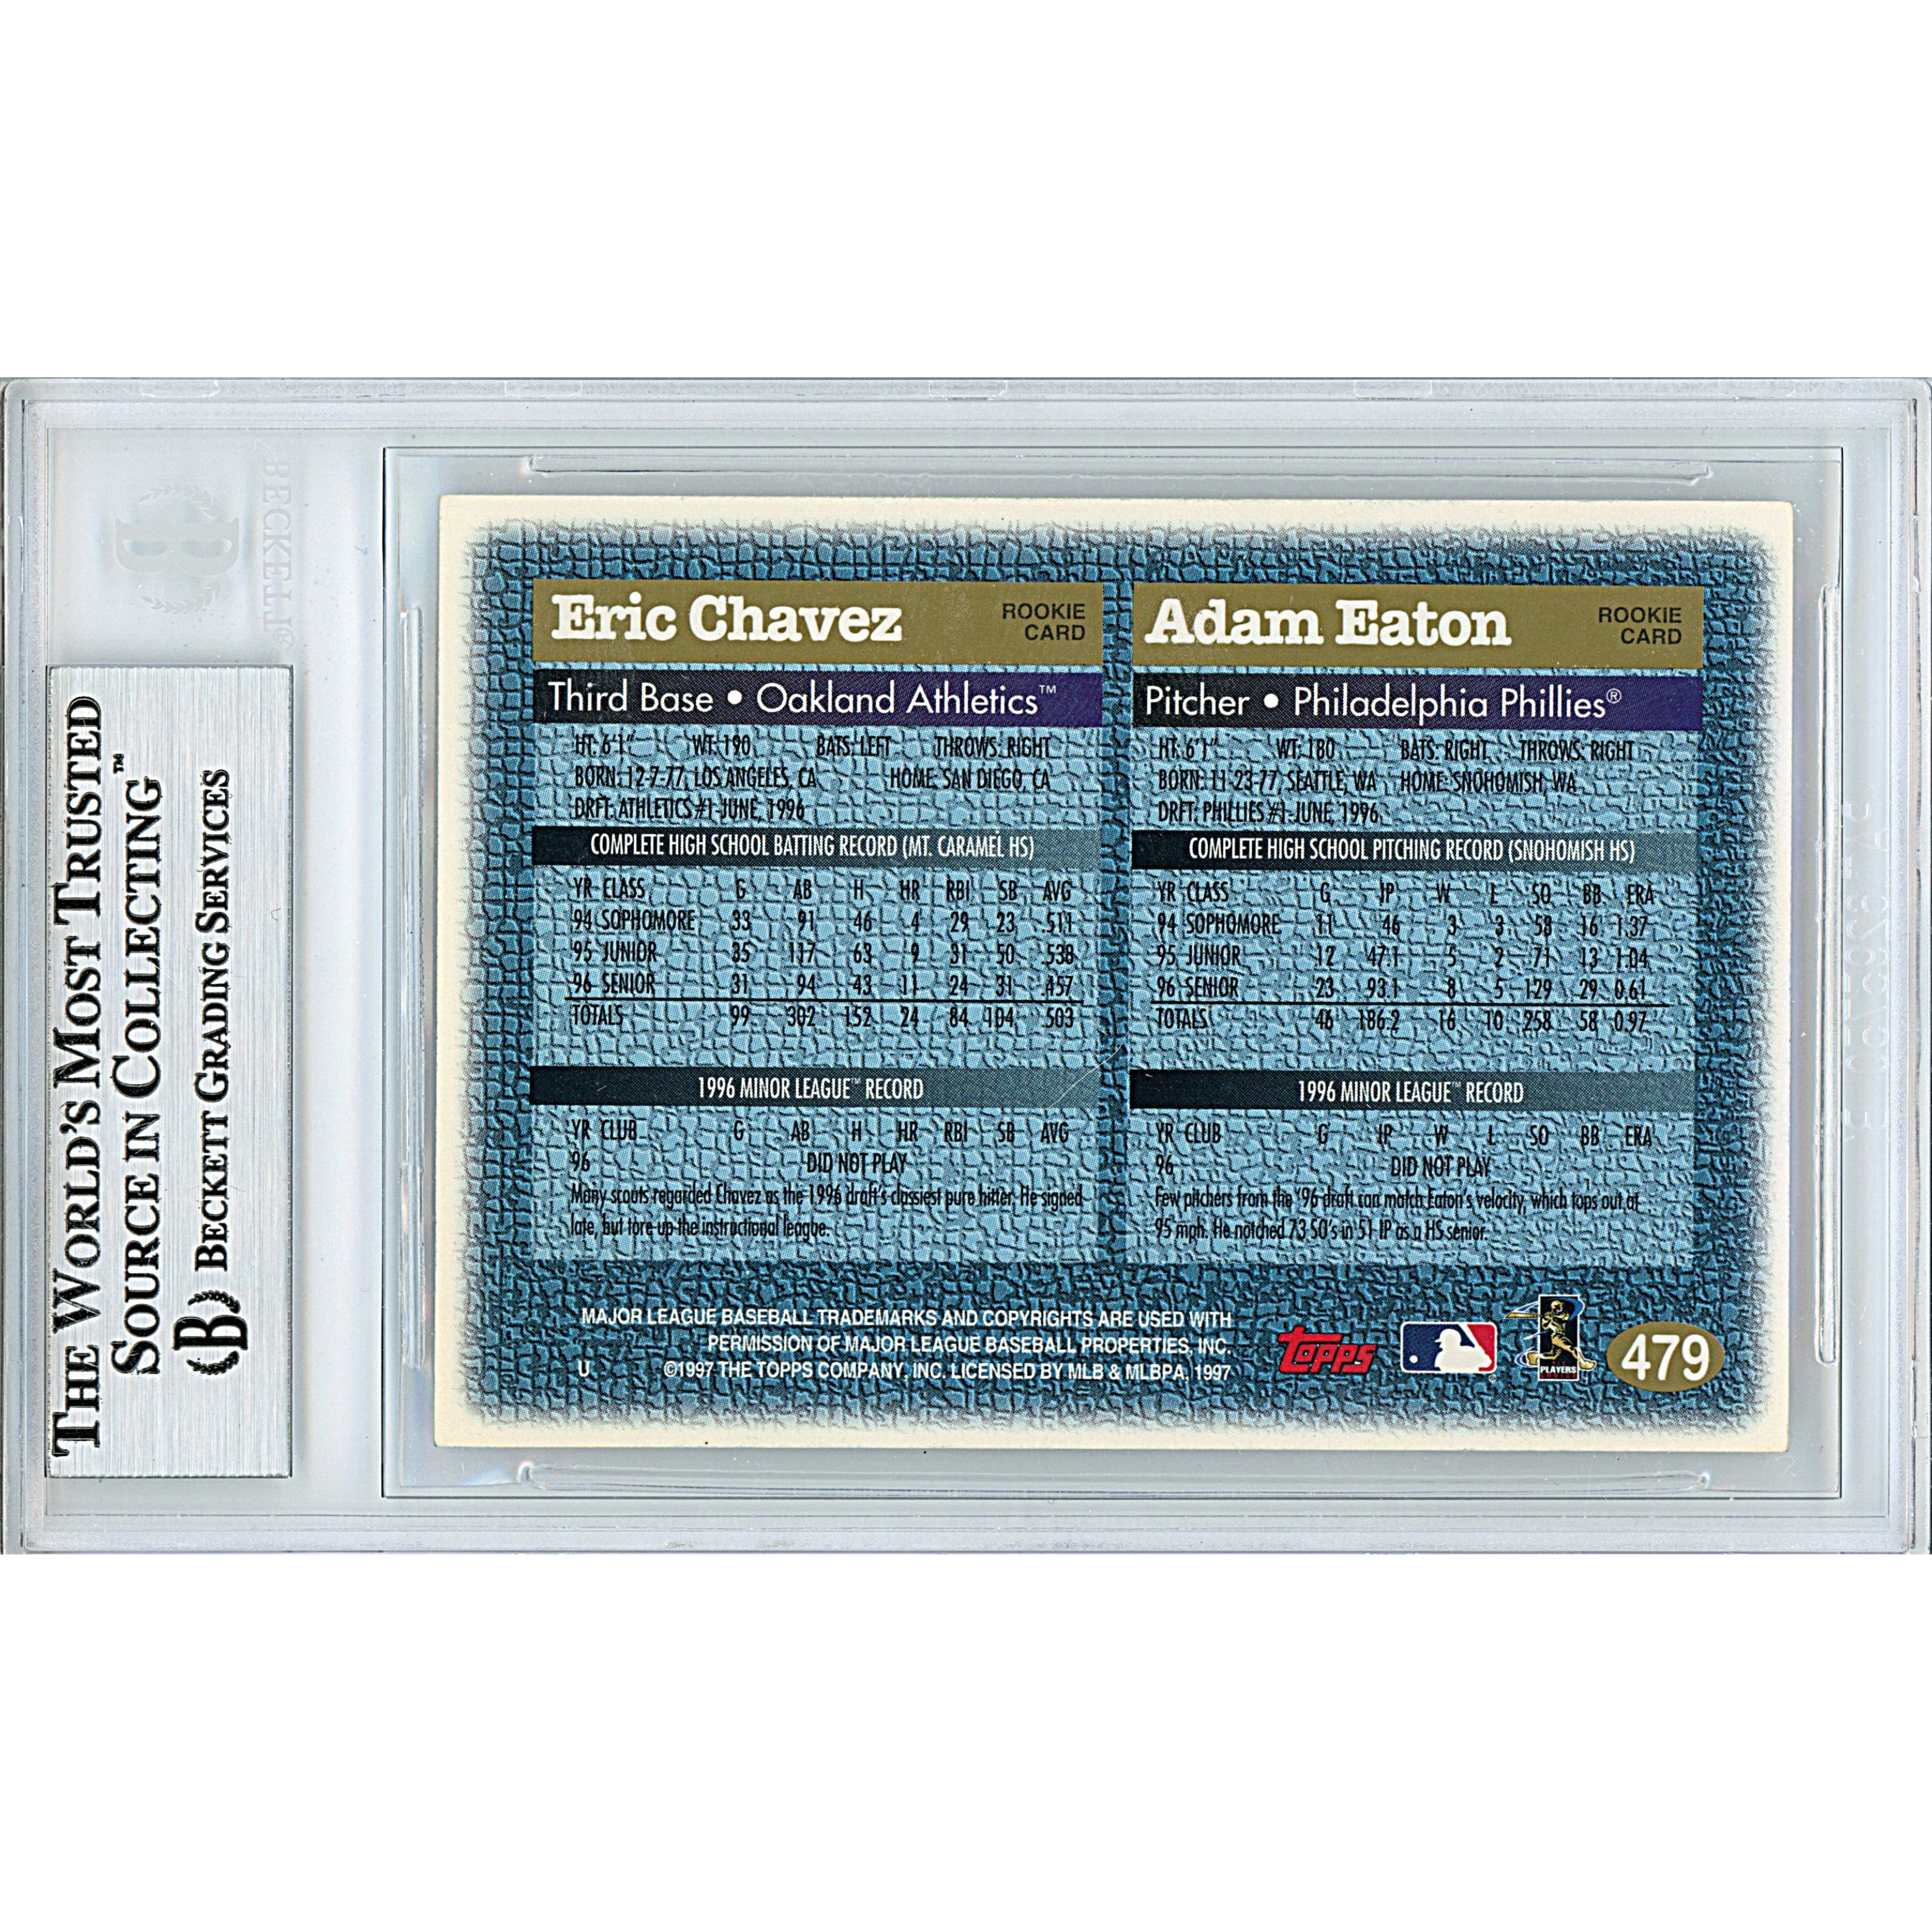 THE WORLD'S MOST TRUSTED
SOURCE IN COLLECTING™
B BECKETT GRADING SERVICES
BECKETT®
B
Eric Chavez ROOKIE CARD
Third Base • Oakland Athletics™
HT: 6'1" WT: 190 BATS: LEFT THROWS: RIGHT
BORN: 12-7-77, LOS ANGELES, CA HOME: SAN DIEGO, CA
DRFT: ATHLETICS #1-JUNE, 1996
COMPLETE HIGH SCHOOL BATTING RECORD (MT. CARAMEL HS)
YR CLASS G AB H HR RBI SB AVG
94 SOPHOMORE 33 91 46 4 29 23 .511
95 JUNIOR 35 117 63 9 31 50 .538
96 SENIOR 31 94 43 11 24 31 .457
TOTALS 99 302 152 24 84 104 .503
1996 MINOR LEAGUE™ RECORD
YR CLUB G AB H HR RBI SB AVG
96 DID NOT PLAY
Many scouts regarded Chavez as the 1996 draft's classiest pure hitter. He signed
late, but tore up the instructional league.
Adam Eaton ROOKIE CARD
Pitcher • Philadelphia Phillies®
HT: 6'1" WT: 180 BATS: RIGHT THROWS: RIGHT
BORN: 11-23-77, SEATTLE, WA HOME: SNOHOMISH, WA
DRFT: PHILLIES #1-JUNE, 1996
COMPLETE HIGH SCHOOL PITCHING RECORD (SNOHOMISH HS)
YR CLASS G IP W L SO BB ERA
94 SOPHOMORE 11 46 3 3 58 16 1.37
95 JUNIOR 12 47.1 5 2 71 13 1.04
96 SENIOR 23 93.1 8 5 129 29 0.61
TOTALS 46 186.2 16 10 258 58 0.97
1996 MINOR LEAGUE™ RECORD
YR CLUB G IP W L SO BB ERA
96 DID NOT PLAY
Few pitchers from the '96 draft can match Eaton's velocity, which tops out at
95 mph. He notched 73 SO's in 51 IP as a HS senior.
MAJOR LEAGUE BASEBALL TRADEMARKS AND COPYRIGHTS ARE USED WITH
PERMISSION OF MAJOR LEAGUE BASEBALL PROPERTIES, INC.
U ©1997 THE TOPPS COMPANY, INC. LICENSED BY MLB & MLBPA, 1997
topps
PLAYERS
479